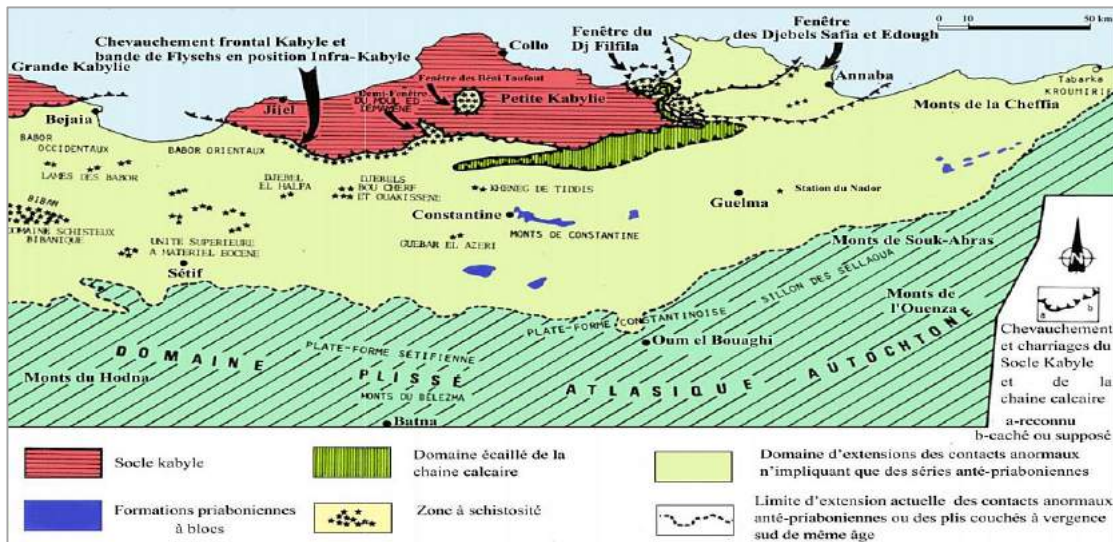 0 10 50 km
Chevauchement frontal Kabyle et
bande de Flysehs en position Infra-Kabyle
Collo
Fenêtre du
Dj Filfila
Fenêtre
des Djebels Safia et Edough
Grande Kabylie
Fenêtre des Béni Toufout
Annaba
Tabarka
KROUMIRIE
Jijel
Demi-Fenêtre
DU MOUL ED
DEMAMENE
Petite Kabylie
Monts de la Cheffia
Bejaia
BABOR
OCCIDENTAUX
BABOR ORIENTAUX
LAMES DES BABOR
DJEBEL
EL HALFA
DJEBELS
BOU CHERF
ET OUAKISSENE
KHENEG DE TIDDIS
Station du Nador
Guelma
BIBAN
DOMAINE SCHISTEUX
BIBANIQUE
Constantine
MONTS DE CONSTANTINE
UNITE SUPERIEURE
A MATERIEL EOCENE
GUEBAR EL AZERI
Sétif
Monts de Souk-Ahras
N
SILLON DES SELLAOUA
Monts de
l'Ouenza
PLATE-FORME CONSTANTINOISE
PLATE-FORME SETIFIENNE
Oum el Bouaghi
DOMAINE PLISSÉ ATLASIQUE AUTOCHTONE
Monts du Hodna
MONTS DU BELEZMA
Batna
a b
Chevauchement
et charriages du
Socle Kabyle
et de la
chaine calcaire
a-reconnu
b-caché ou supposé
Socle kabyle
Domaine écaillé de la
chaine calcaire
Domaine d'extensions des contacts anormaux
n'impliquant que des séries anté-priaboniennes
Formations priaboniennes
à blocs
Zone à schistosité
Limite d'extension actuelle des contacts anormaux
anté-priaboniennes ou des plis couchés à vergence
sud de même âge